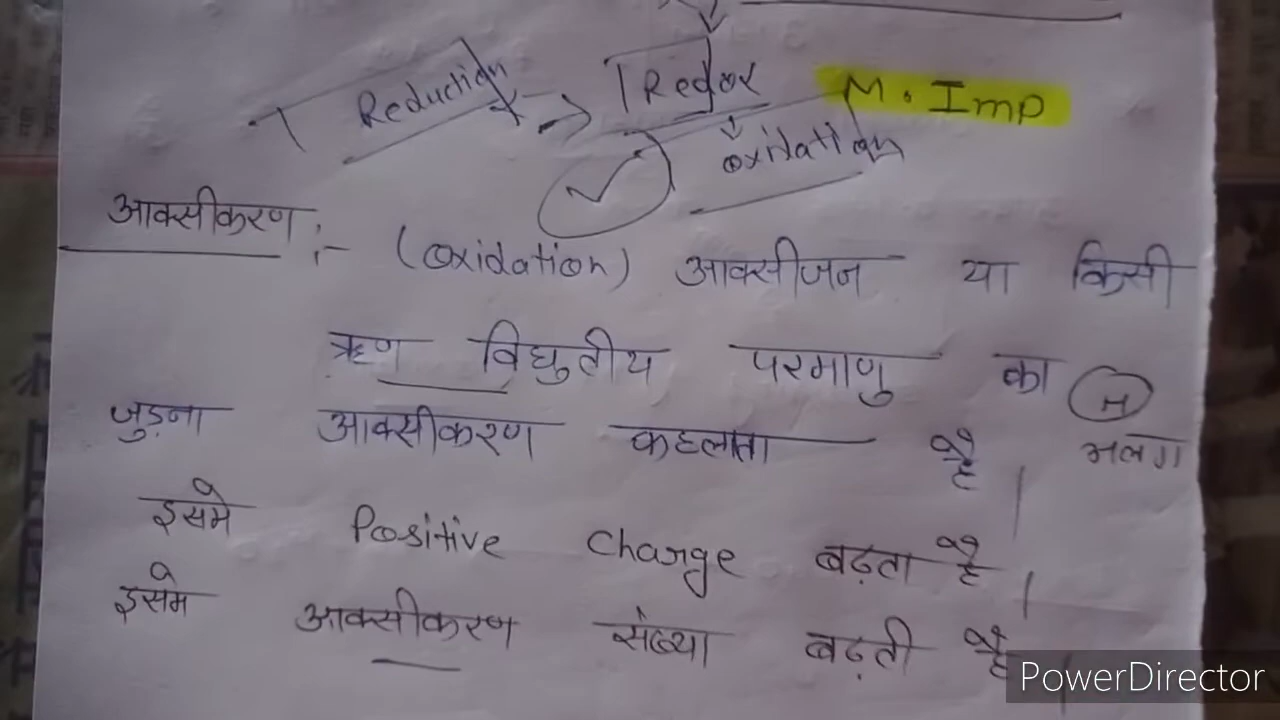 Reduction Redox M. Imp
oxidation
आक्सीकरण :- (oxidation) आक्सीजन या किसी
ऋण विघुतीय परमाणु का H
जुड़ना आक्सीकरण कहलाता है। अलग
इसमे Positive Charge बढ़ता है।
इसमे आक्सीकरण संख्या बढ़ती है।
PowerDirector